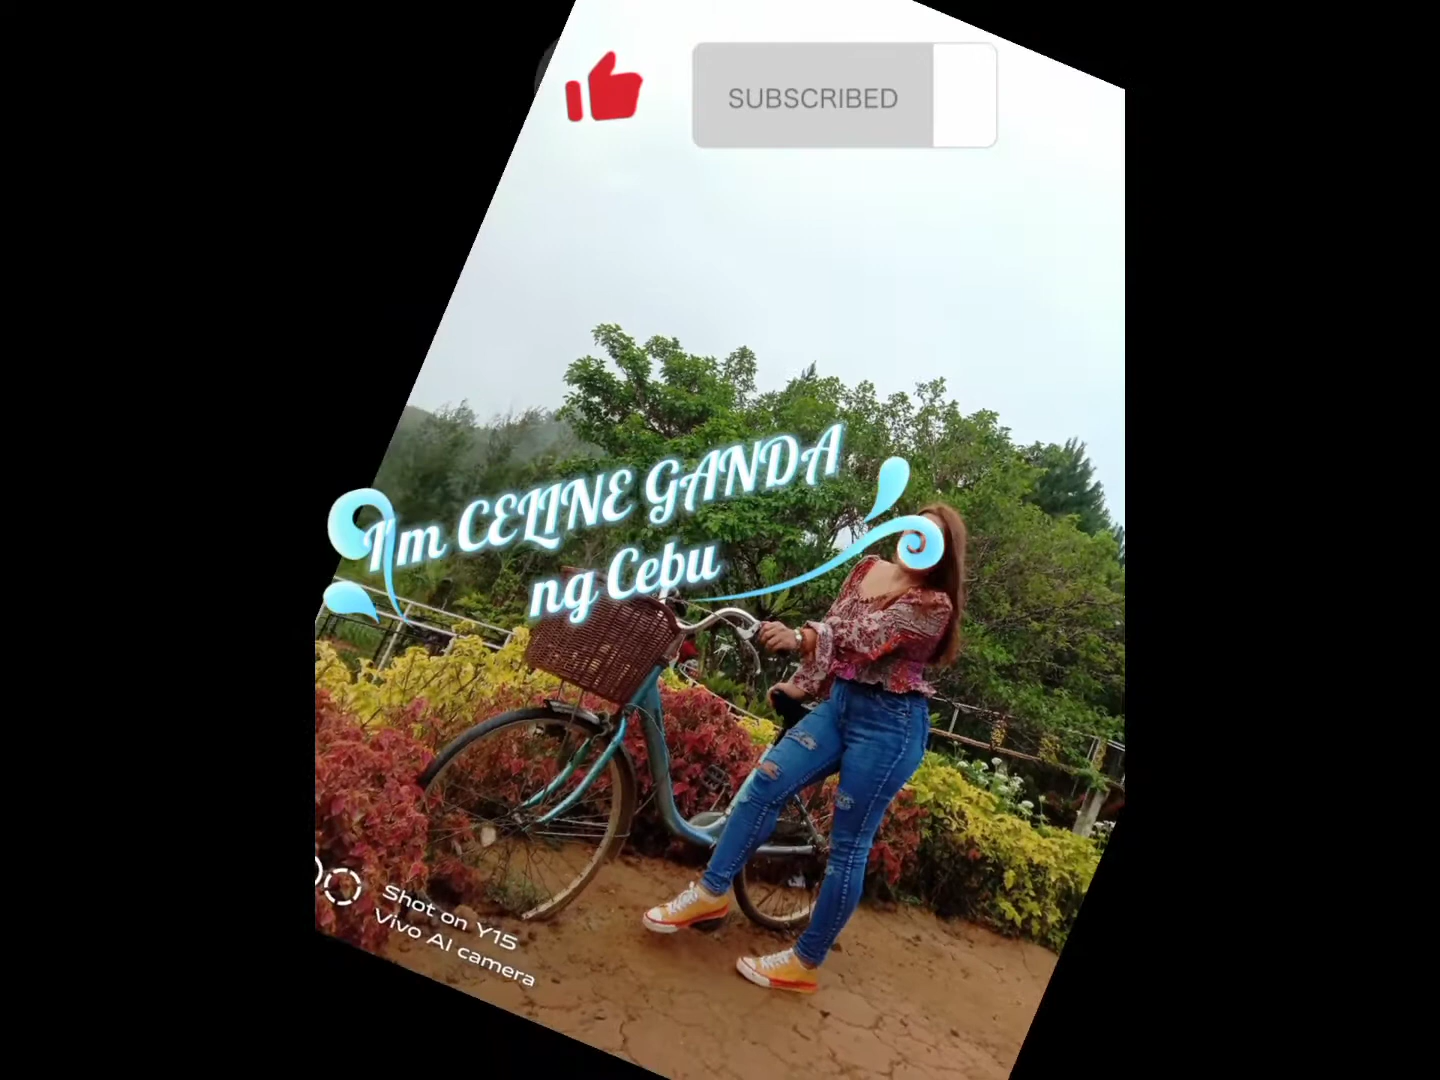 SUBSCRIBED
I'm CELINE GANDA
ng Cebu
Shot on Y15
Vivo AI camera